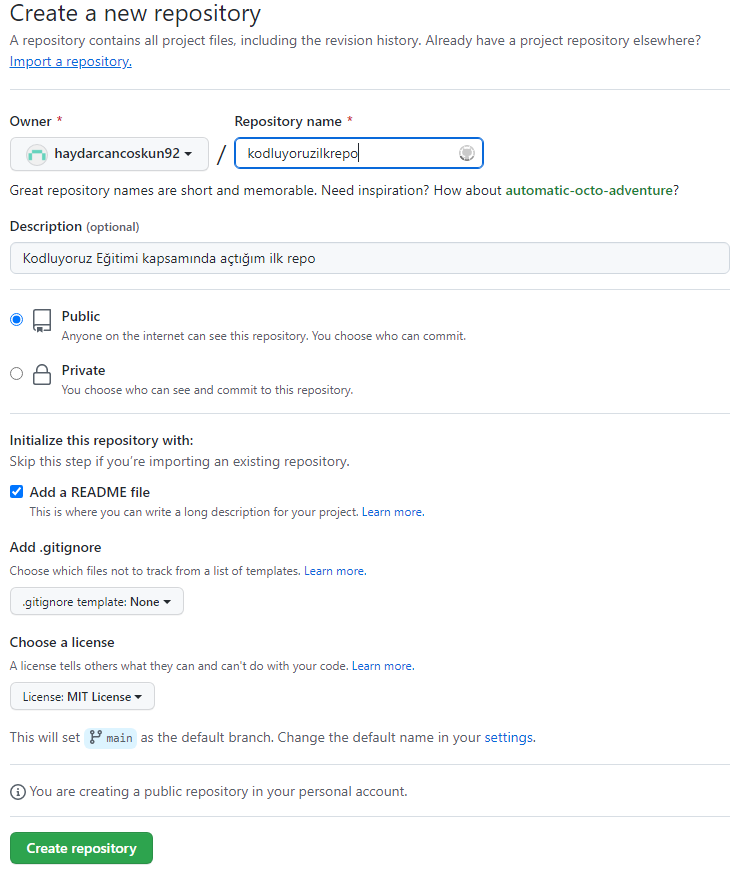 Create a new repository
A repository contains all project files, including the revision history. Already have a project repository elsewhere?
Import a repository.
Owner *
Repository name *
haydarcancoskun92
/
kodluyoruzilkrepo
Great repository names are short and memorable. Need inspiration? How about automatic-octo-adventure?
Description (optional)
Kodluyoruz Eğitimi kapsamında açtığım ilk repo
Public
Anyone on the internet can see this repository. You choose who can commit.
Private
You choose who can see and commit to this repository.
Initialize this repository with:
Skip this step if you're importing an existing repository.
Add a README file
This is where you can write a long description for your project. Learn more.
Add .gitignore
Choose which files not to track from a list of templates. Learn more.
.gitignore template: None
Choose a license
A license tells others what they can and can't do with your code. Learn more.
License: MIT License
This will set main as the default branch. Change the default name in your settings.
You are creating a public repository in your personal account.
Create repository